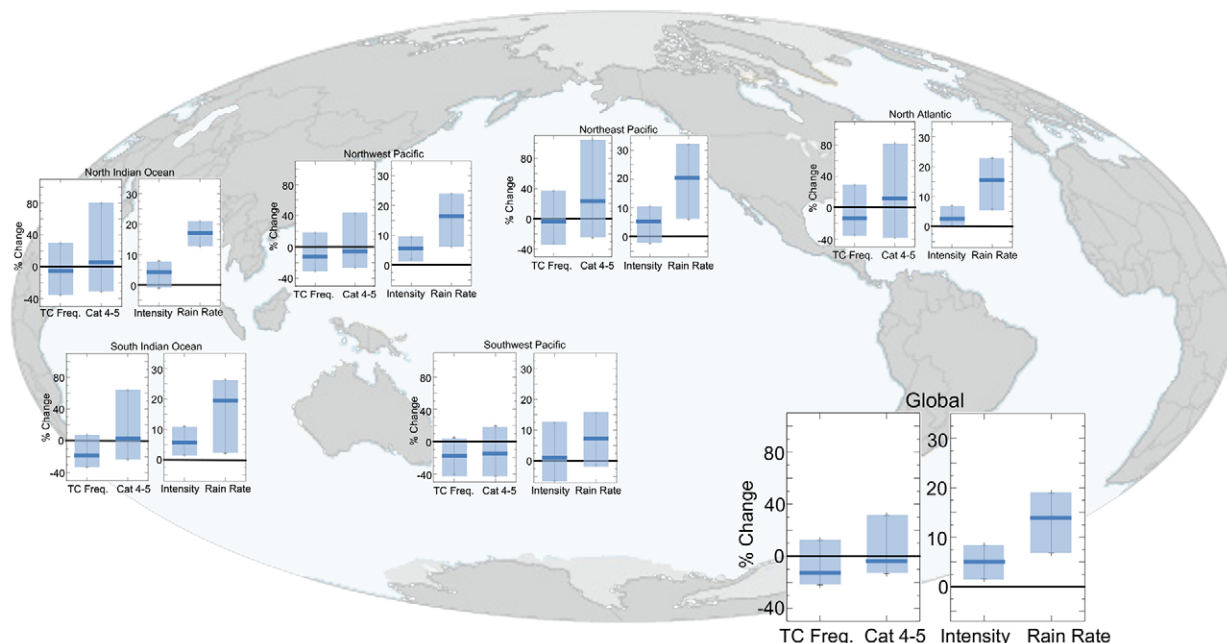 Northeast Pacific
% Change
80
40
0
-40
TC Freq. Cat 4-5
30
20
10
0
Intensity Rain Rate
North Atlantic
% Change
80
40
0
-40
TC Freq. Cat 4-5
30
20
10
0
Intensity Rain Rate
Northwest Pacific
% Change
80
40
0
-40
TC Freq. Cat 4-5
30
20
10
0
Intensity Rain Rate
North Indian Ocean
% Change
80
40
0
-40
TC Freq. Cat 4-5
30
20
10
0
Intensity Rain Rate
South Indian Ocean
% Change
80
40
0
-40
TC Freq. Cat 4-5
30
20
10
0
Intensity Rain Rate
Southwest Pacific
% Change
80
40
0
-40
TC Freq. Cat 4-5
30
20
10
0
Intensity Rain Rate
Global
% Change
80
40
0
-40
TC Freq. Cat 4-5
30
20
10
0
Intensity Rain Rate